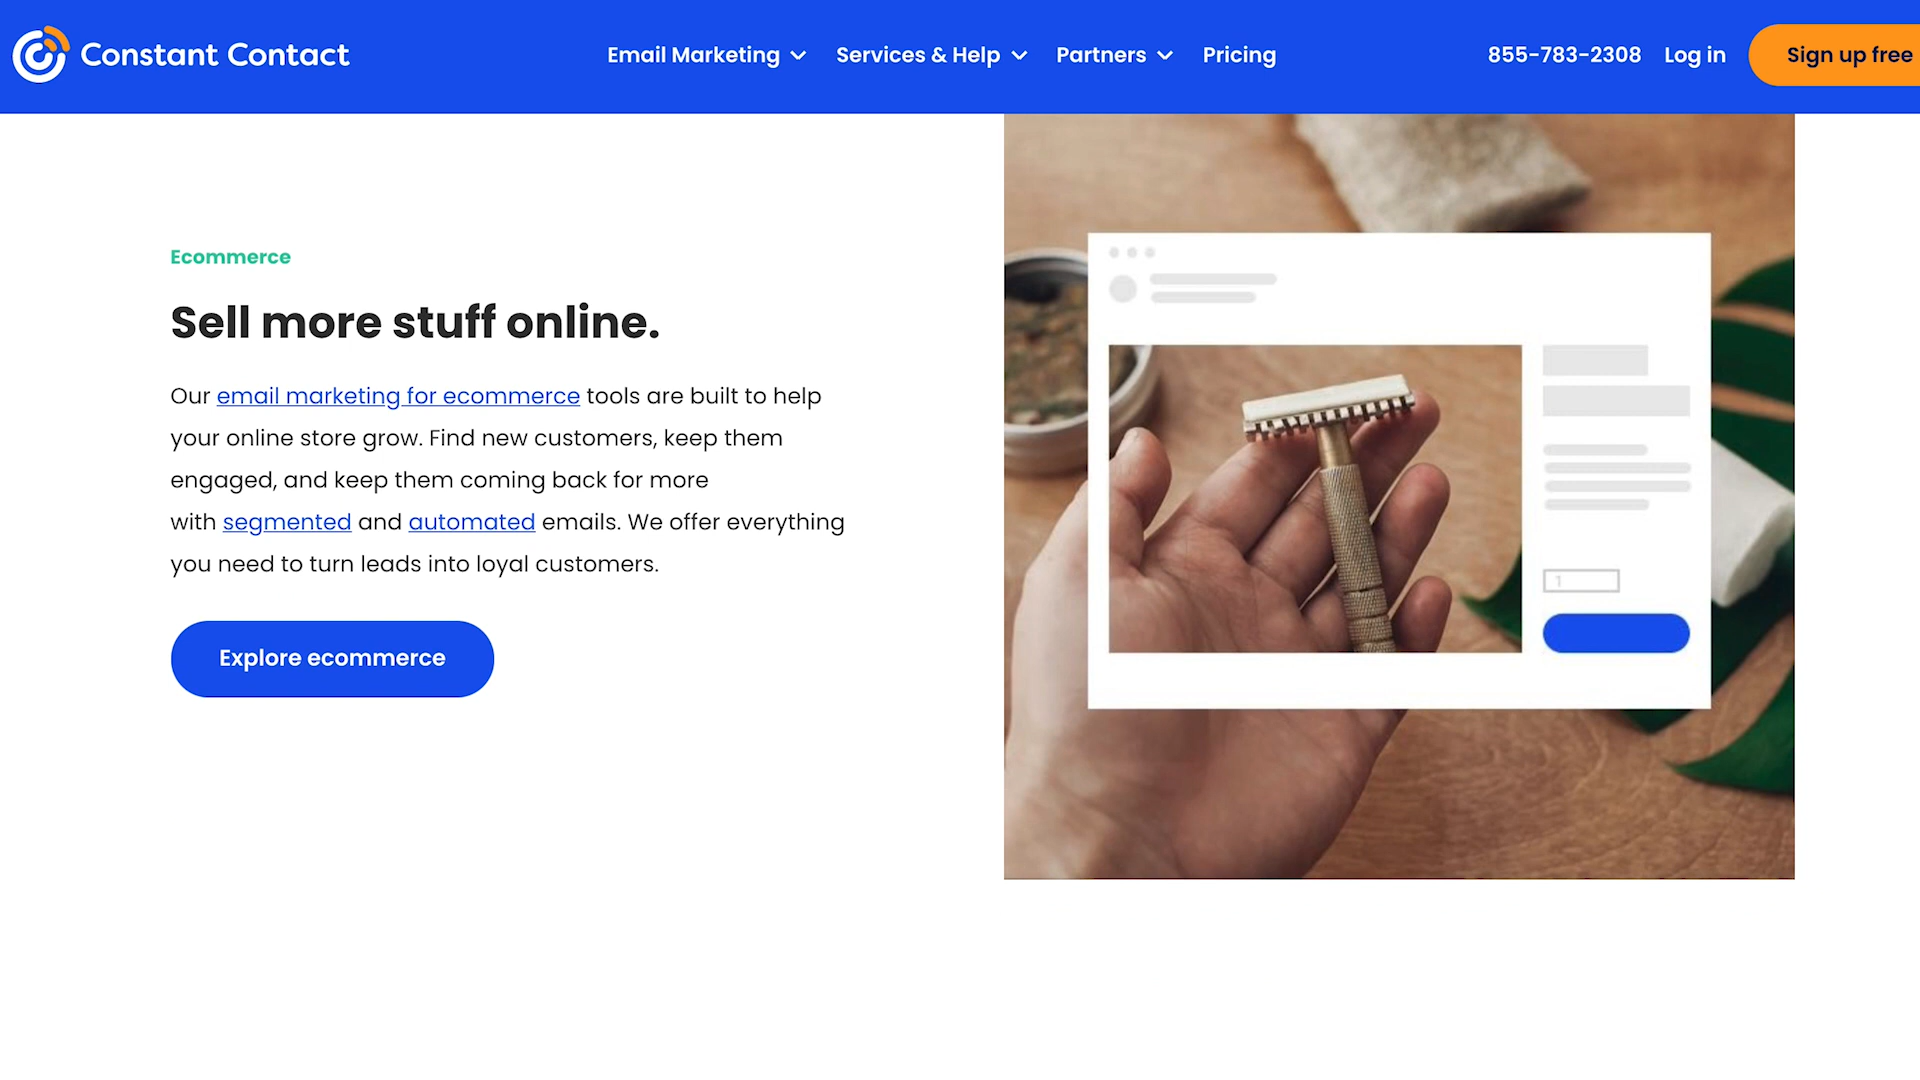 Constant Contact
Email Marketing
Services & Help
Partners
Pricing
855-783-2308
Log in
Sign up free
Ecommerce
Sell more stuff online.
Our email marketing for ecommerce tools are built to help
your online store grow. Find new customers, keep them
engaged, and keep them coming back for more
with segmented and automated emails. We offer everything
you need to turn leads into loyal customers.
1
Explore ecommerce